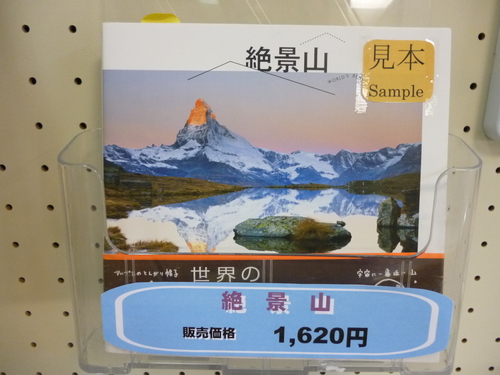 絶景山
見本
Sample
世界の
絶景山
販売価格 1,620円